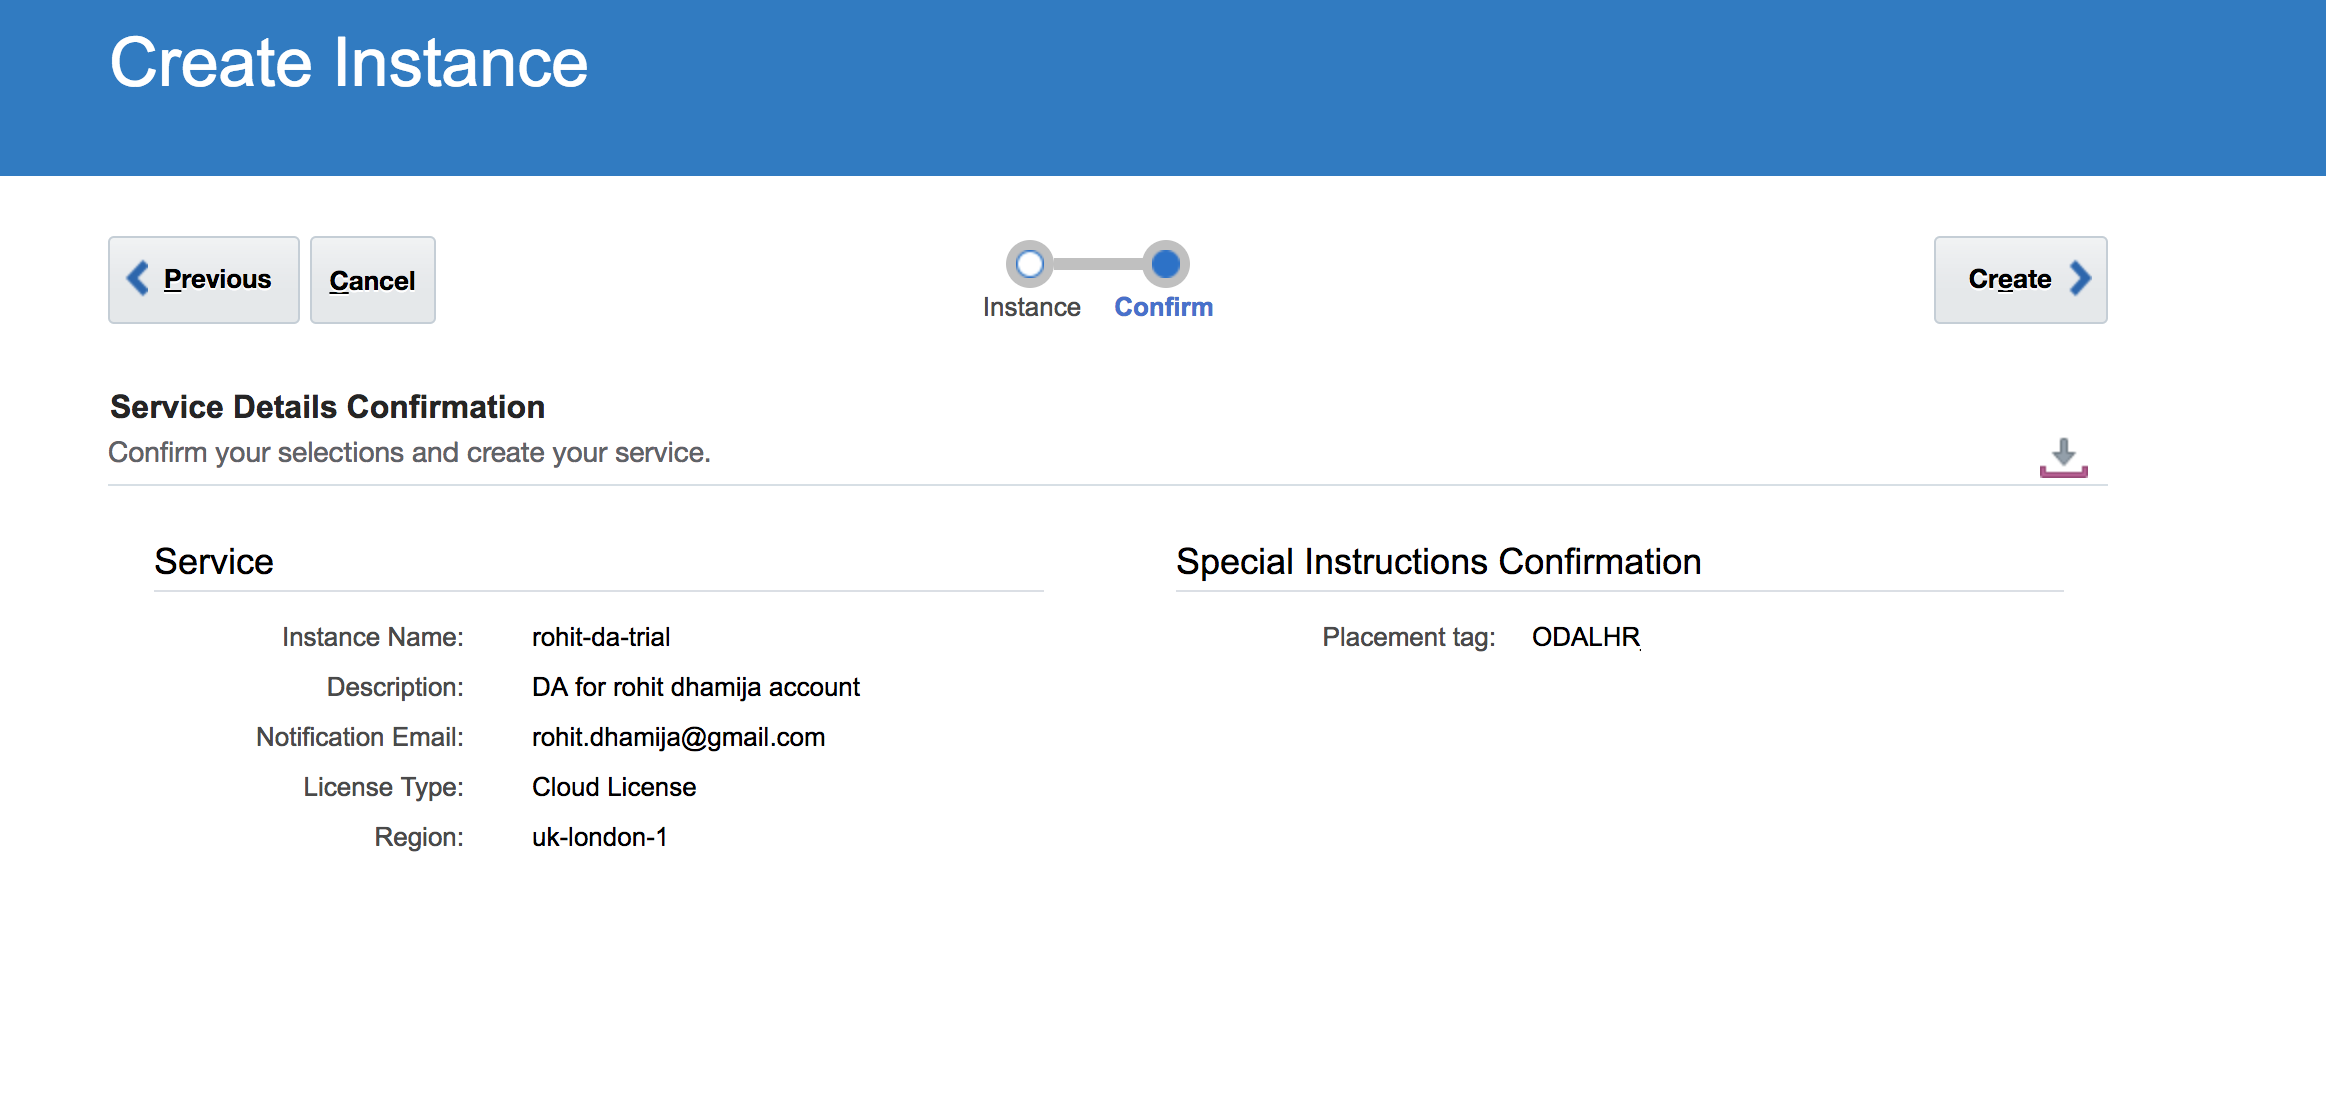 Create Instance
Previous
Cancel
Instance
Confirm
Create
Service Details Confirmation
Confirm your selections and create your service.
Service
Instance Name: rohit-da-trial
Description: DA for rohit dhamija account
Notification Email: rohit.dhamija@gmail.com
License Type: Cloud License
Region: uk-london-1
Special Instructions Confirmation
Placement tag: ODALHR